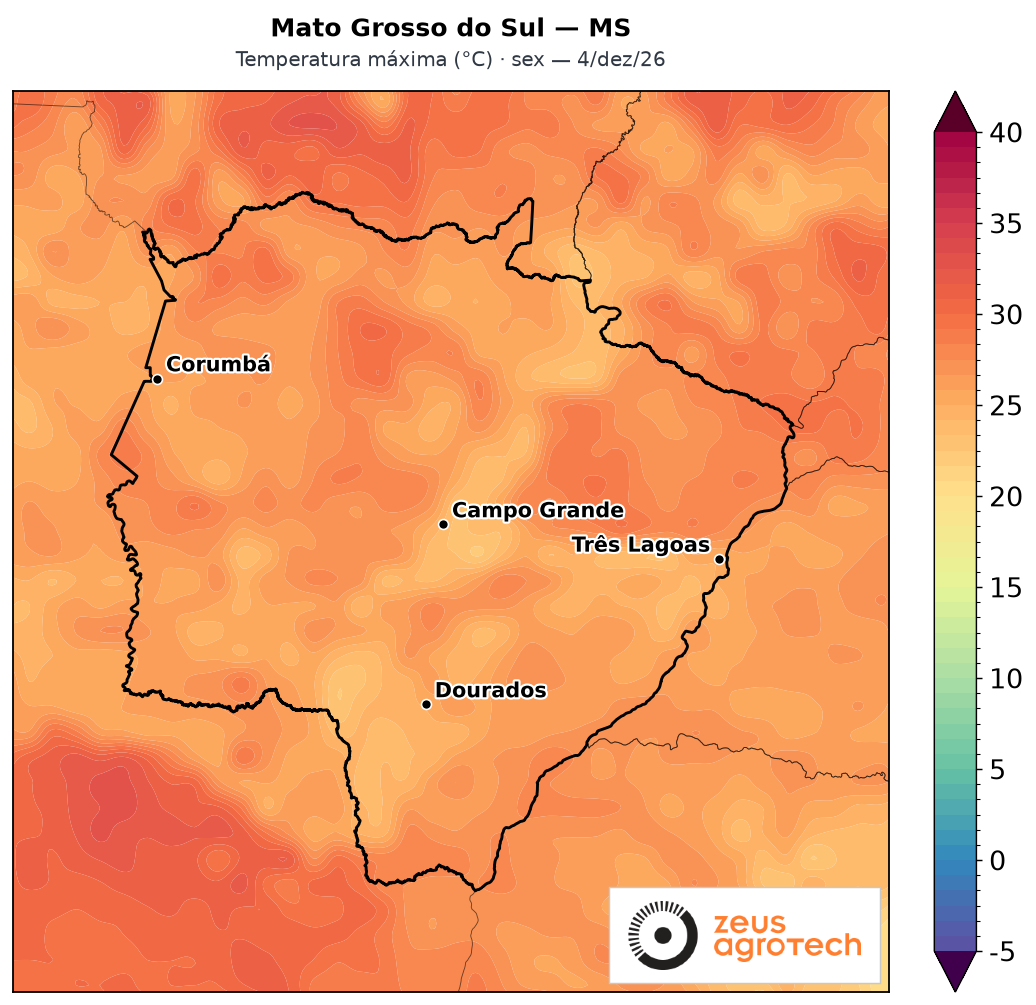 Mato Grosso do Sul — MS
Temperatura máxima (°C) · sex — 4/dez/26
Corumbá
Campo Grande
Três Lagoas
Dourados
40
35
30
25
20
15
10
5
0
-5
zeus
agrotech